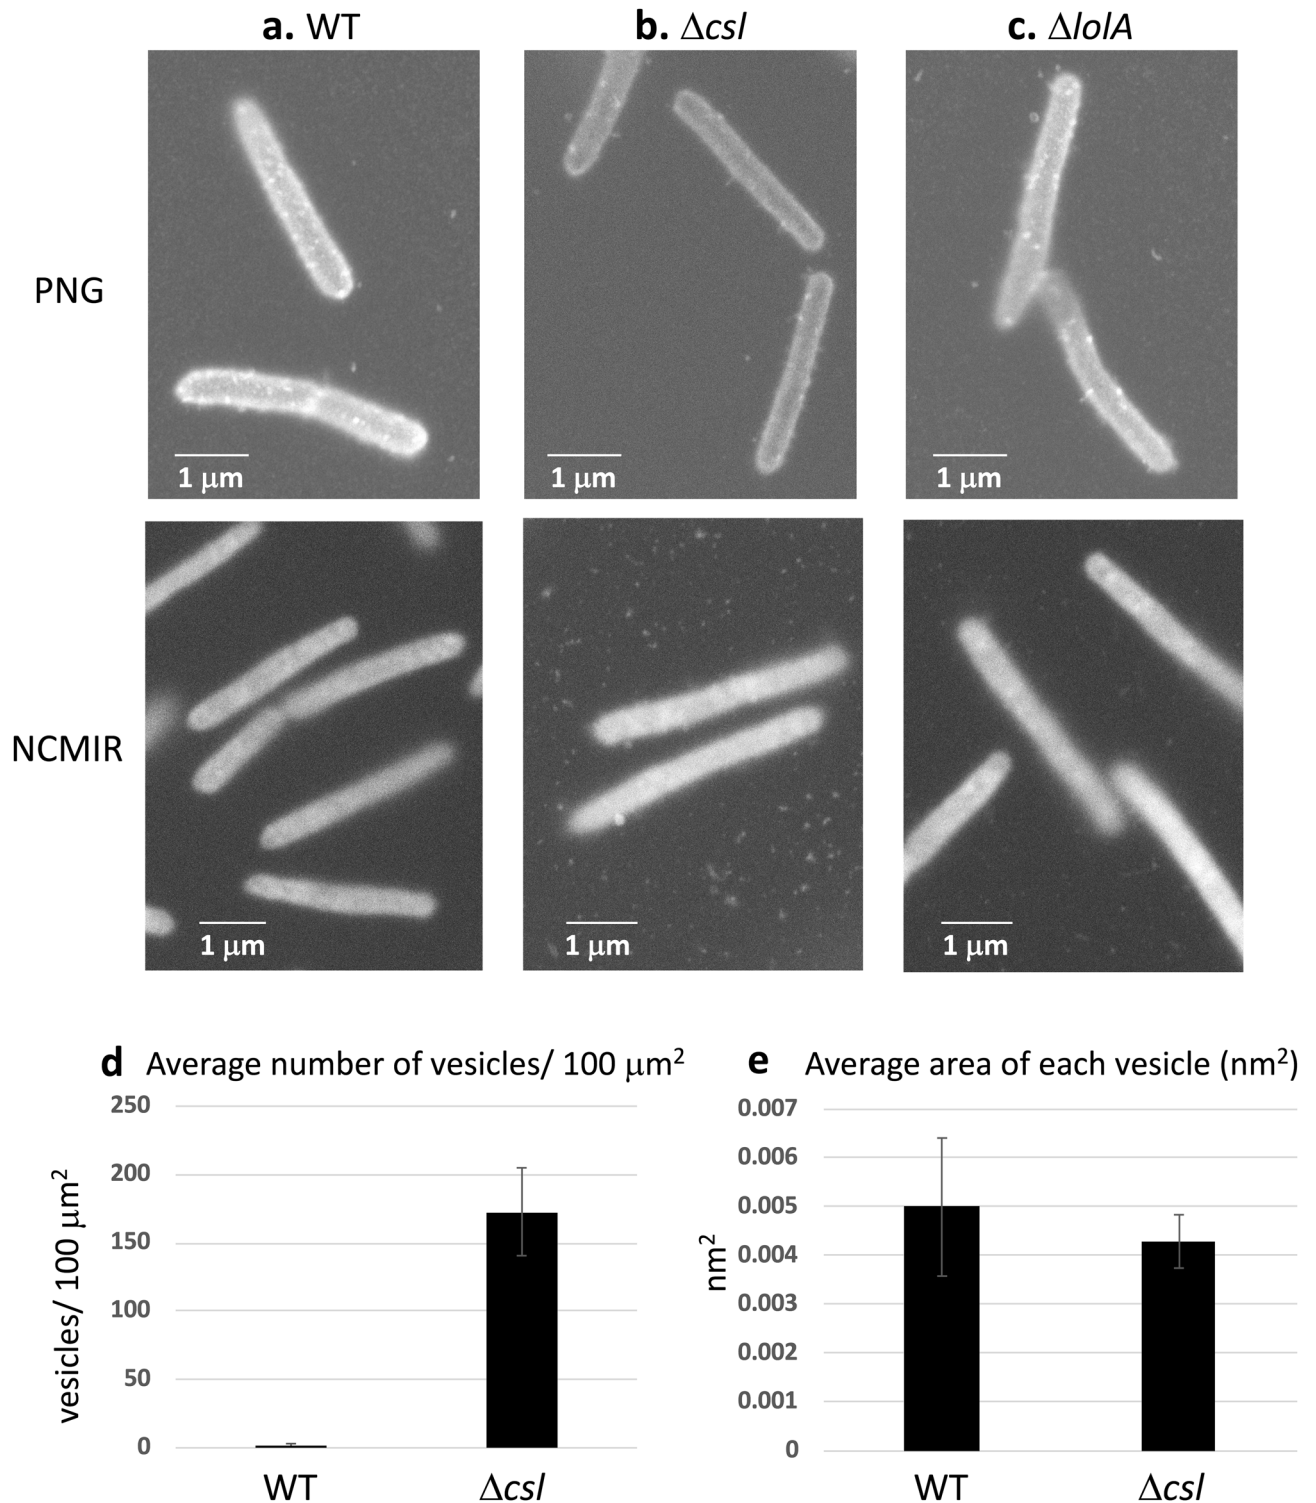 a. WT
b. Δcsl
c. ΔlolA
PNG
1 μm
1 μm
1 μm
NCMIR
1 μm
1 μm
1 μm
d Average number of vesicles/ 100 μm²
vesicles/ 100 μm²
250
200
150
100
50
0
WT
Δcsl
e Average area of each vesicle (nm²)
nm²
0.007
0.006
0.005
0.004
0.003
0.002
0.001
0
WT
Δcsl